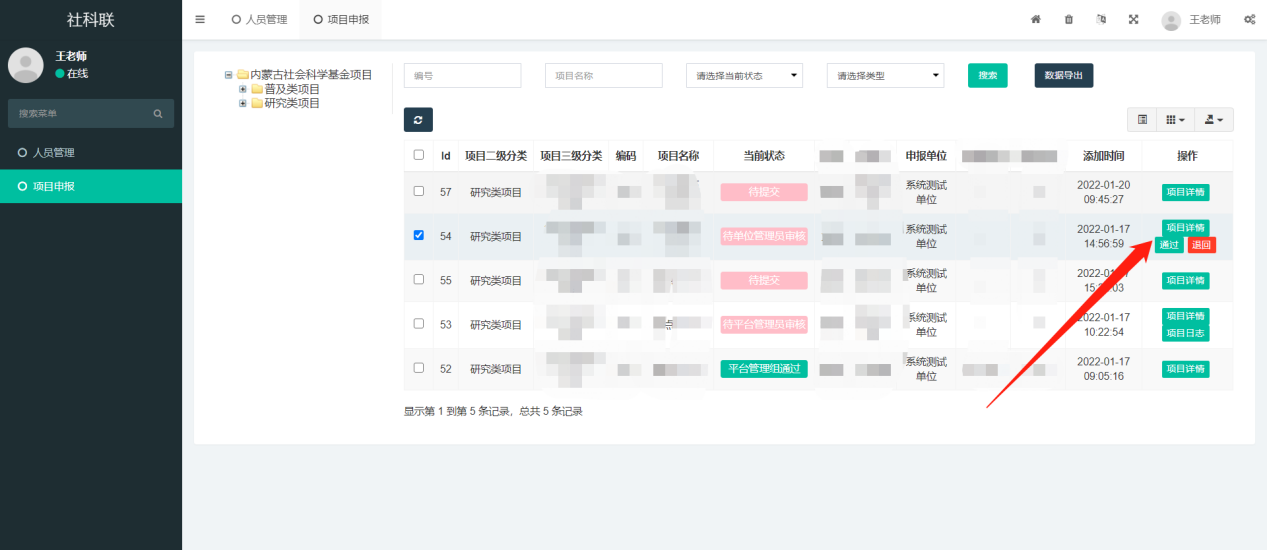 社科联
人员管理
项目申报
王老师
王老师
在线
搜索菜单
人员管理
项目申报
内蒙古社会科学基金项目
普及类项目
研究类项目
编号
项目名称
请选择当前状态
请选择类型
搜索
数据导出
Id 项目二级分类 项目三级分类 编码 项目名称 当前状态 申报单位 添加时间 操作
57 研究类项目 待提交 系统测试单位 2022-01-20 09:45:27 项目详情
54 研究类项目 待单位管理员审核 系统测试单位 2022-01-17 14:56:59 项目详情 通过 退回
55 研究类项目 待提交 系统测试单位 项目详情
53 研究类项目 待平台管理员审核 系统测试单位 2022-01-17 10:22:54 项目详情 项目日志
52 研究类项目 平台管理组通过 系统测试单位 2022-01-17 09:05:16 项目详情
显示第 1 到第 5 条记录，总共 5 条记录